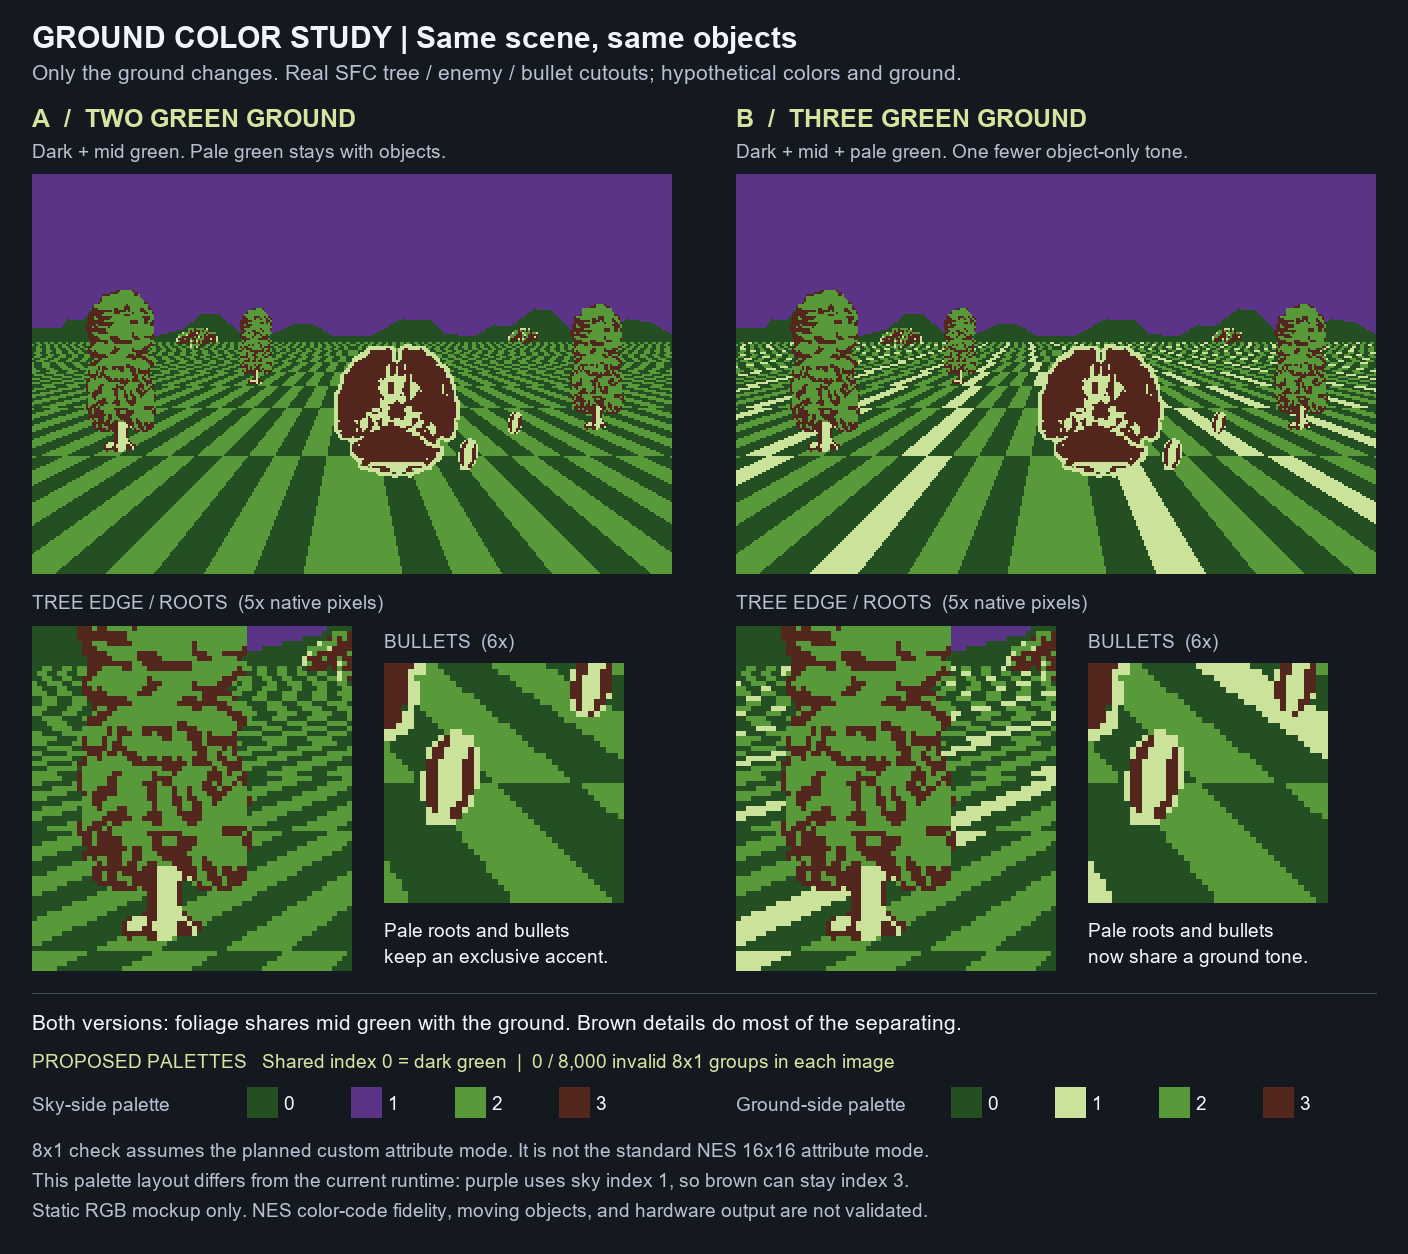 GROUND COLOR STUDY | Same scene, same objects
Only the ground changes. Real SFC tree / enemy / bullet cutouts; hypothetical colors and ground.
A / TWO GREEN GROUND
Dark + mid green. Pale green stays with objects.
B / THREE GREEN GROUND
Dark + mid + pale green. One fewer object-only tone.
TREE EDGE / ROOTS (5x native pixels)
BULLETS (6x)
Pale roots and bullets
keep an exclusive accent.
TREE EDGE / ROOTS (5x native pixels)
BULLETS (6x)
Pale roots and bullets
now share a ground tone.
Both versions: foliage shares mid green with the ground. Brown details do most of the separating.
PROPOSED PALETTES Shared index 0 = dark green | 0 / 8,000 invalid 8x1 groups in each image
Sky-side palette 0 1 2 3
Ground-side palette 0 1 2 3
8x1 check assumes the planned custom attribute mode. It is not the standard NES 16x16 attribute mode.
This palette layout differs from the current runtime: purple uses sky index 1, so brown can stay index 3.
Static RGB mockup only. NES color-code fidelity, moving objects, and hardware output are not validated.